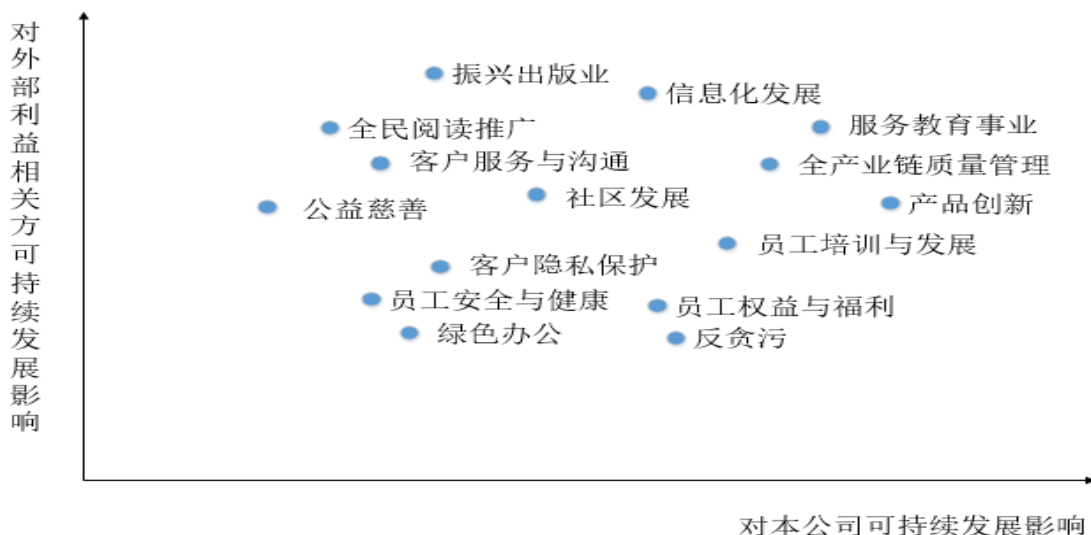 对外部利益相关方可持续发展影响
振兴出版业
信息化发展
全民阅读推广
服务教育事业
客户服务与沟通
全产业链质量管理
社区发展
产品创新
公益慈善
员工培训与发展
客户隐私保护
员工安全与健康
员工权益与福利
绿色办公
反贪污
对本公司可持续发展影响